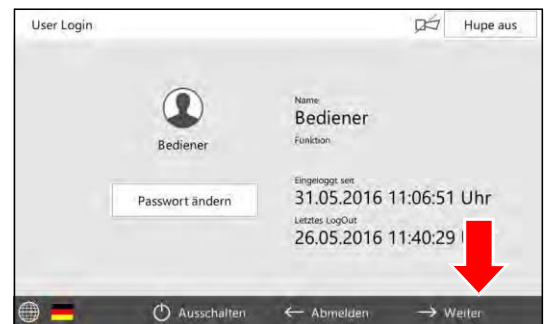 User Login
Hupe aus
Bediener
Passwort ändern
Name
Bediener
Funktion
Eingeloggt seit
31.05.2016 11:06:51 Uhr
Letztes LogOut
26.05.2016 11:40:29
Ausschalten
Abmelden
Weiter